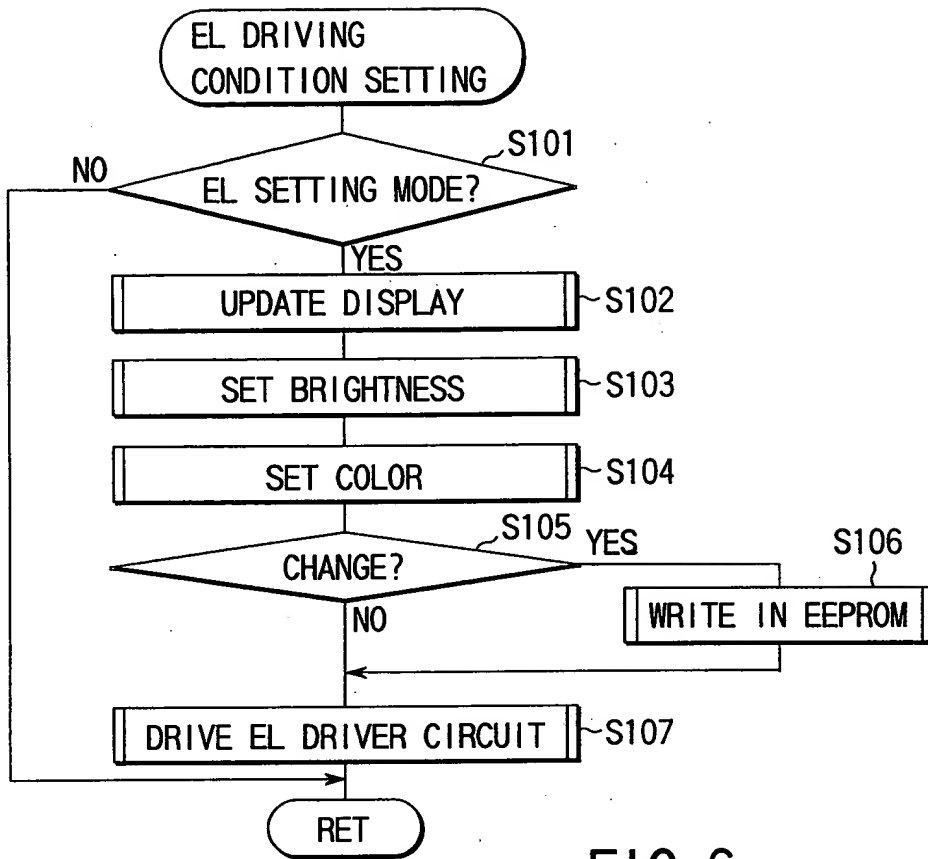 EL DRIVING
CONDITION SETTING
S101
NO
EL SETTING MODE?
YES
UPDATE DISPLAY
S102
SET BRIGHTNESS
S103
SET COLOR
S104
S105
YES
S106
CHANGE?
WRITE IN EEPROM
NO
DRIVE EL DRIVER CIRCUIT
S107
RET